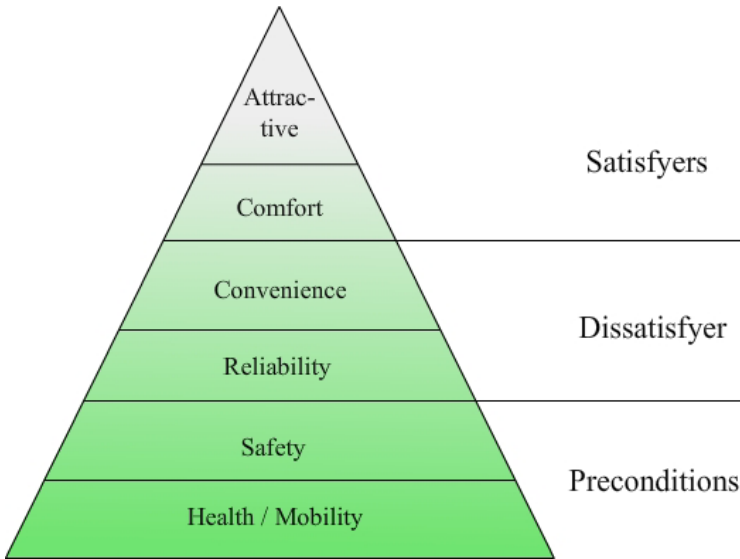 Attrac-
tive
Satisfyers
Comfort
Convenience
Dissatisfyer
Reliability
Safety
Preconditions
Health / Mobility